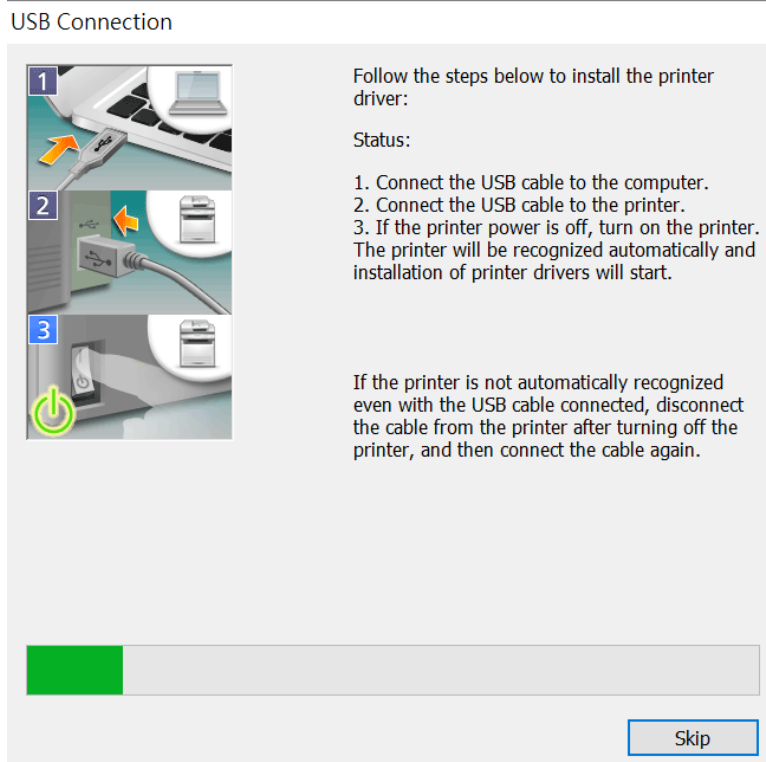 USB Connection
1
2
3
Follow the steps below to install the printer
driver:
Status:
1. Connect the USB cable to the computer.
2. Connect the USB cable to the printer.
3. If the printer power is off, turn on the printer.
The printer will be recognized automatically and
installation of printer drivers will start.
If the printer is not automatically recognized
even with the USB cable connected, disconnect
the cable from the printer after turning off the
printer, and then connect the cable again.
Skip